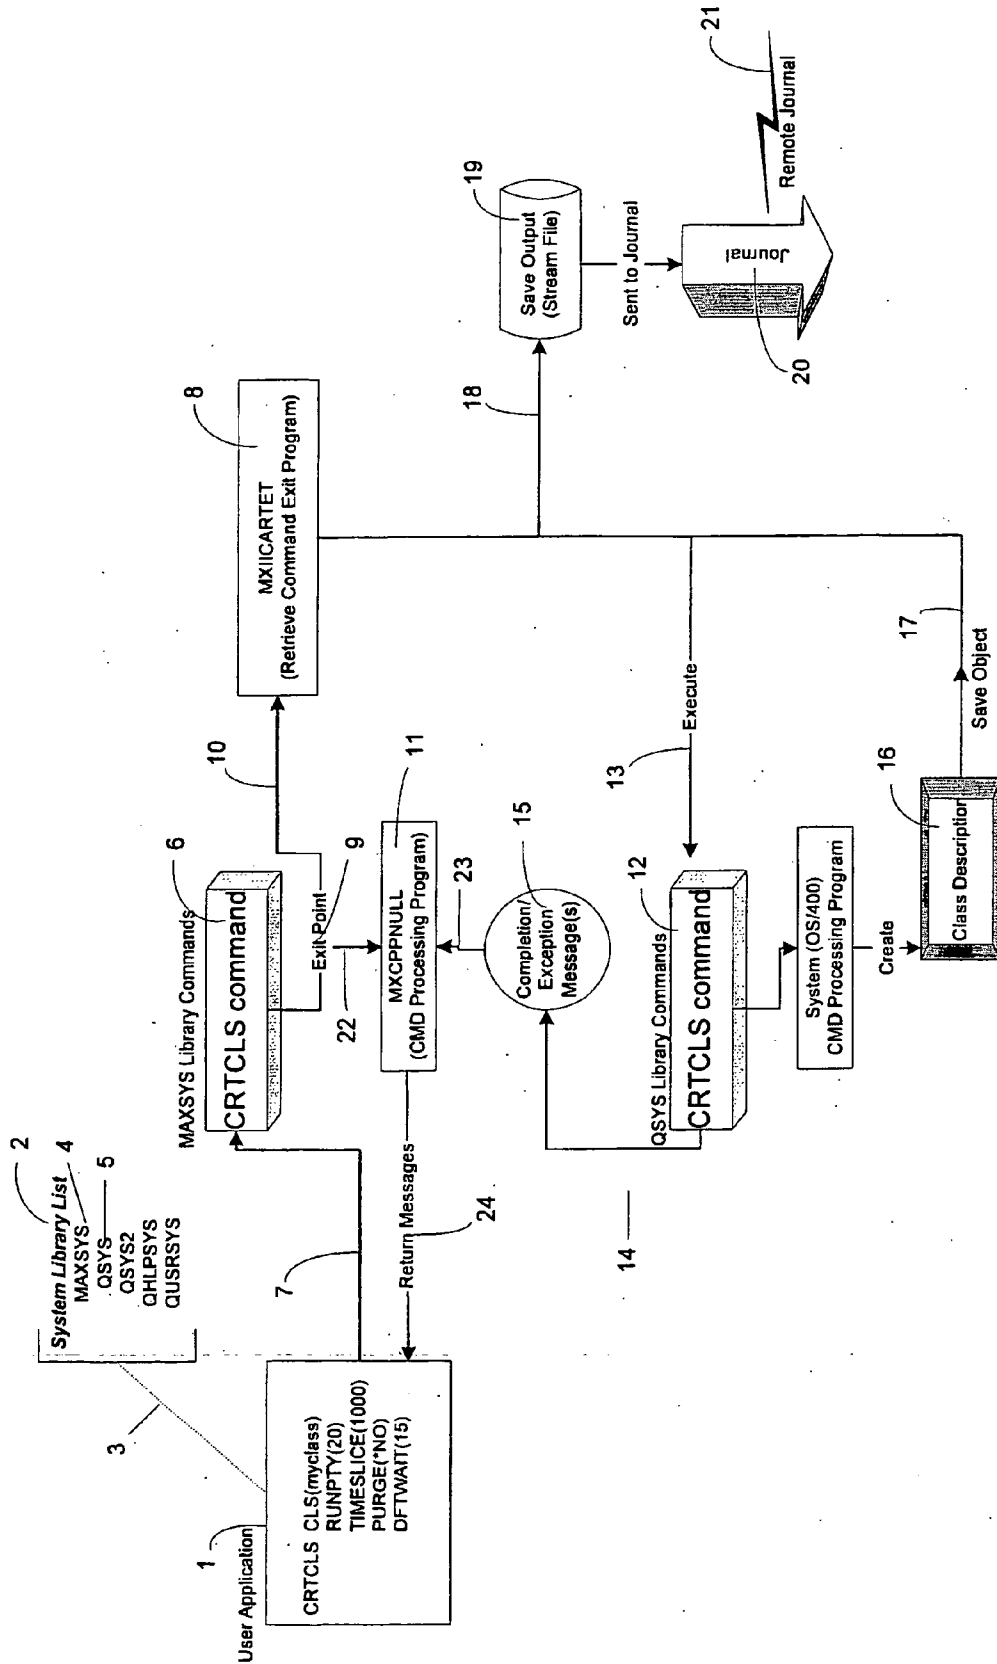 User Application
1
CRTCLS CLS(myclass)
RUNPTY(20)
TIMESLICE(1000)
PURGE(*NO)
DFTWAIT(15)
3
System Library List
MAXSYS
QSYS
QSYS2
QHLPSYS
QUSRSYS
2
4
5
7
MAXSYS Library Commands
CRTCLS command
6
Exit Point
9
10
22
MXIICARTET
(Retrieve Command Exit Program)
8
MXCPPNULL
(CMD Processing Program)
11
Return Messages
24
23
Completion/
Exception
Messages(s)
15
14
QSYS Library Commands
CRTCLS command
12
Execute
13
System (OS/400)
CMD Processing Program
Create
Class Description
16
Save Object
17
18
Save Output
(Stream File)
19
Sent to Journal
Journal
20
Remote Journal
21